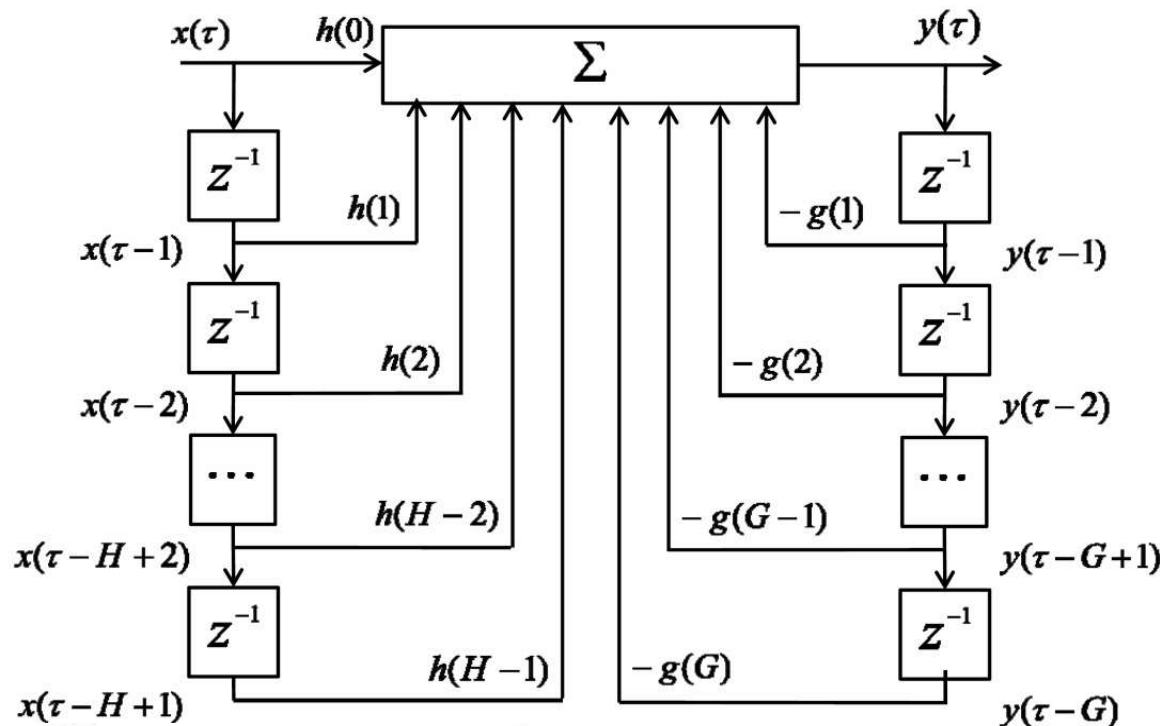 x(τ) h(0) Σ y(τ)
z⁻¹ z⁻¹
h(1) −g(1)
x(τ−1) y(τ−1)
z⁻¹ z⁻¹
h(2) −g(2)
x(τ−2) y(τ−2)
... ...
h(H−2) −g(G−1)
x(τ−H+2) y(τ−G+1)
z⁻¹ z⁻¹
h(H−1) −g(G)
x(τ−H+1) y(τ−G)